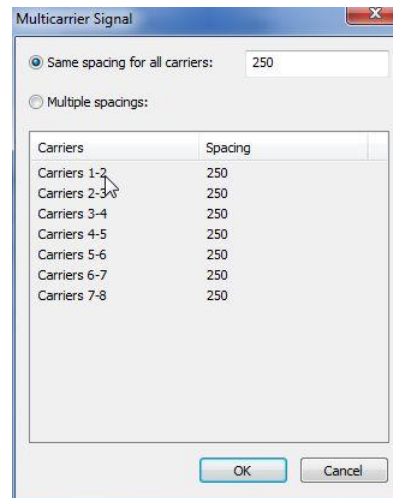 Multicarrier Signal
Same spacing for all carriers: 250
Multiple spacings:
Carriers Spacing
Carriers 1-2 250
Carriers 2-3 250
Carriers 3-4 250
Carriers 4-5 250
Carriers 5-6 250
Carriers 6-7 250
Carriers 7-8 250
OK Cancel